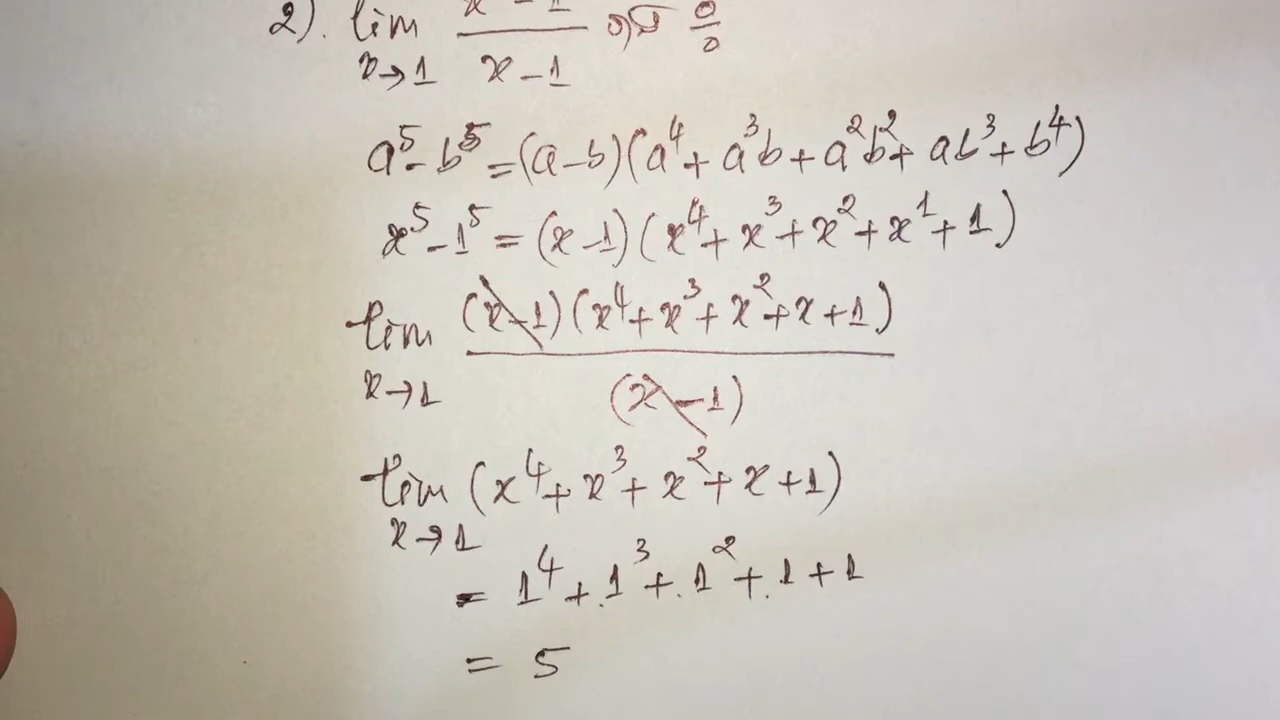 2). lim x - 1 / x - 1 0/0
x→1
a⁵ - b⁵ = (a - b)(a⁴ + a³b + a²b² + ab³ + b⁴)
x⁵ - 1⁵ = (x - 1)(x⁴ + x³ + x² + x¹ + 1)
lim (x - 1)(x⁴ + x³ + x² + x + 1) / (x - 1)
x→1
lim (x⁴ + x³ + x² + x + 1)
x→1
= 1⁴ + 1³ + 1² + 1 + 1
= 5